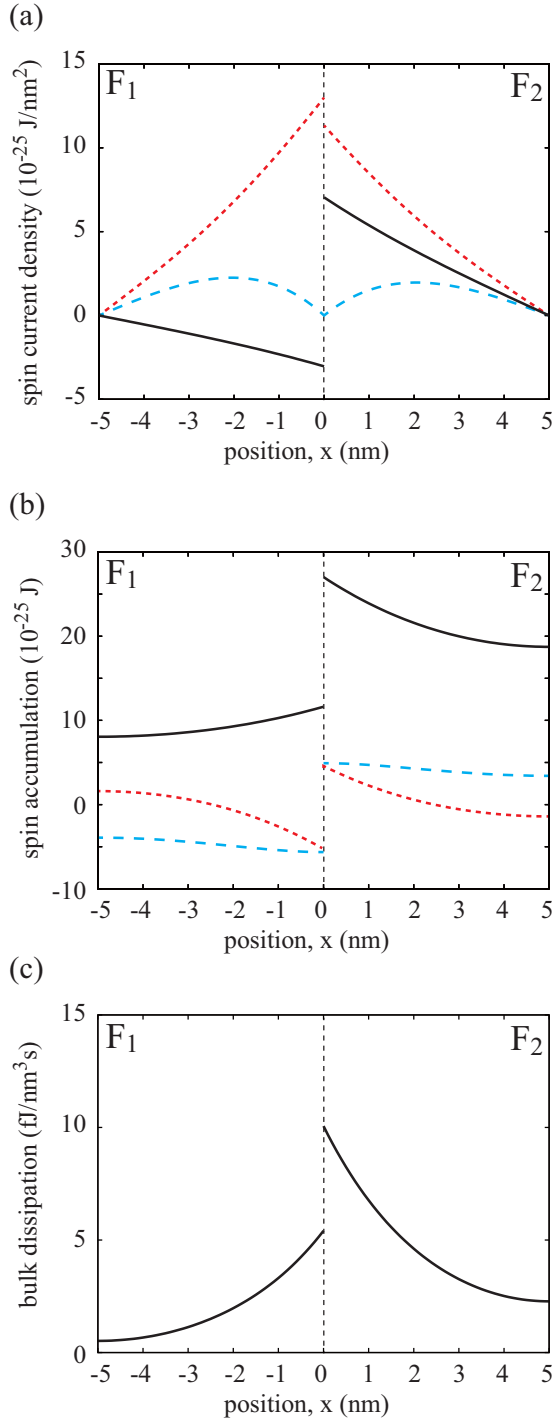 (a)
F1
F2
15
10
5
0
-5
spin current density (10-25 J/nm2)
-5 -4 -3 -2 -1 0 1 2 3 4 5
position, x (nm)
(b)
F1
F2
30
20
10
0
-10
spin accumulation (10-25 J)
-5 -4 -3 -2 -1 0 1 2 3 4 5
position, x (nm)
(c)
F1
F2
15
10
5
0
bulk dissipation (fJ/nm3s)
-5 -4 -3 -2 -1 0 1 2 3 4 5
position, x (nm)